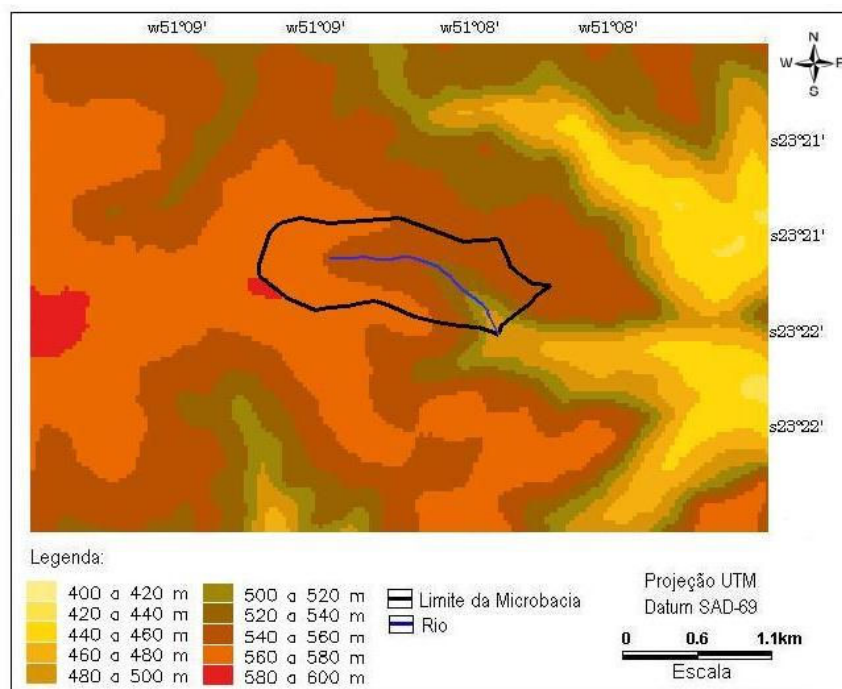 w51°09' w51°09' w51°08' w51°08'
N
W E
S
s23°21'
s23°21'
s23°22'
s23°22'
Legenda:
400 a 420 m
420 a 440 m
440 a 460 m
460 a 480 m
480 a 500 m
500 a 520 m
520 a 540 m
540 a 560 m
560 a 580 m
580 a 600 m
Limite da Microbacia
Rio
Projeção UTM
Datum SAD-69
0 0.6 1.1km
Escala